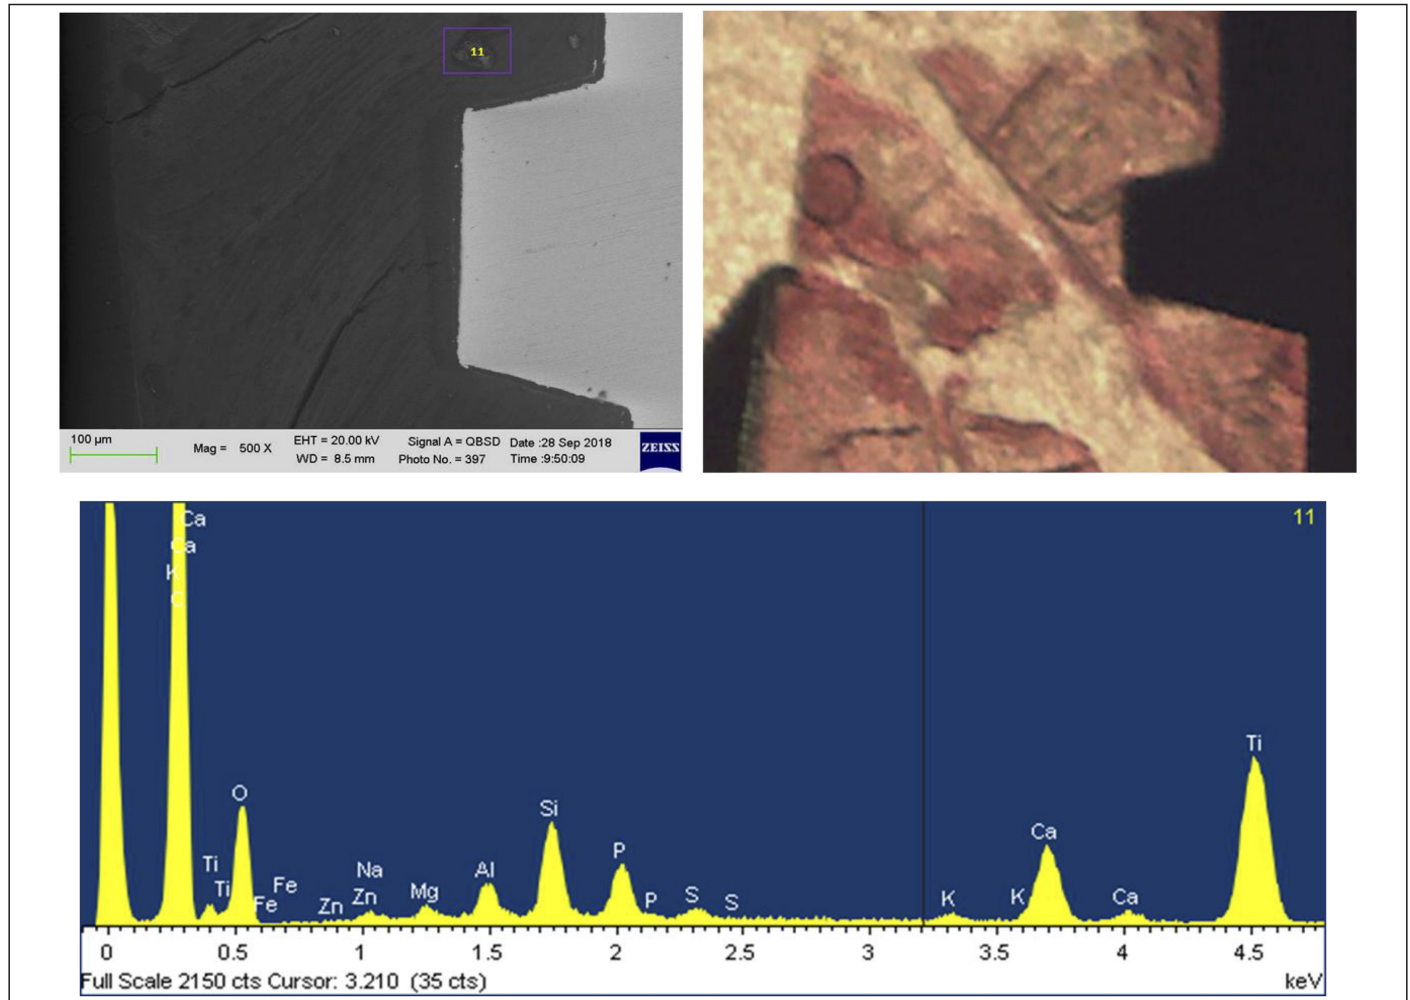 11
100 µm
Mag = 500 X
EHT = 20.00 kV
WD = 8.5 mm
Signal A = QBSD
Photo No. = 397
Date :28 Sep 2018
Time :9:50:09
ZEISS
11
Ca
Ca
K
C
Ti
Ti
O
Fe
Fe
Zn
Na
Zn
Mg
Al
Si
P
P
S
S
K
K
Ca
Ca
Ti
0 0.5 1 1.5 2 2.5 3 3.5 4 4.5
Full Scale 2150 cts Cursor: 3.210 (35 cts) keV